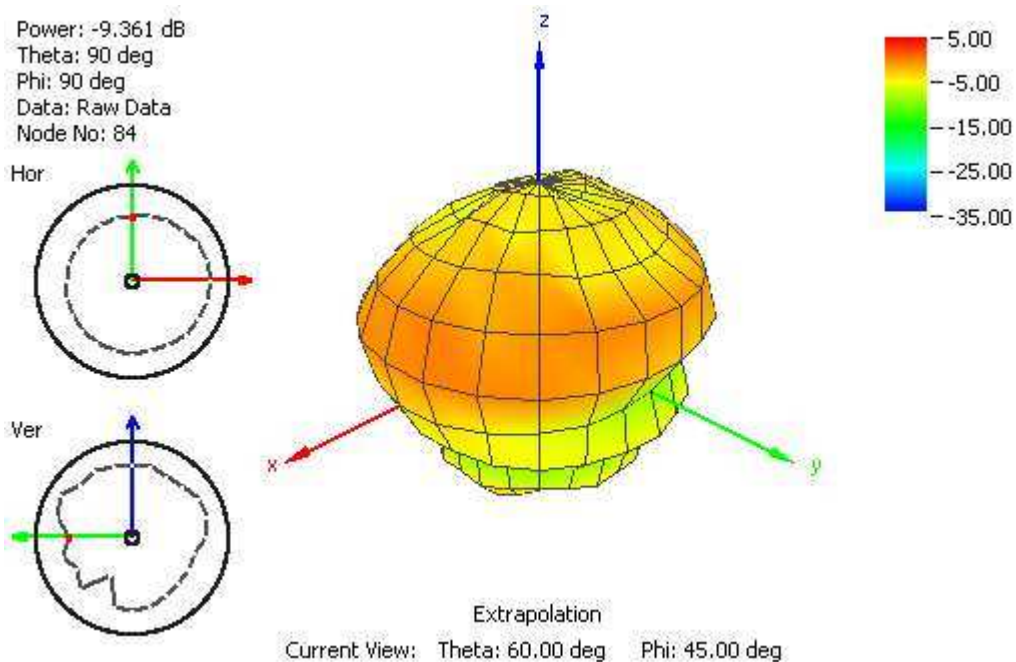 Power: -9.361 dB
Theta: 90 deg
Phi: 90 deg
Data: Raw Data
Node No: 84
Hor
Ver
z
x
y
5.00
-5.00
-15.00
-25.00
-35.00
Extrapolation
Current View: Theta: 60.00 deg Phi: 45.00 deg